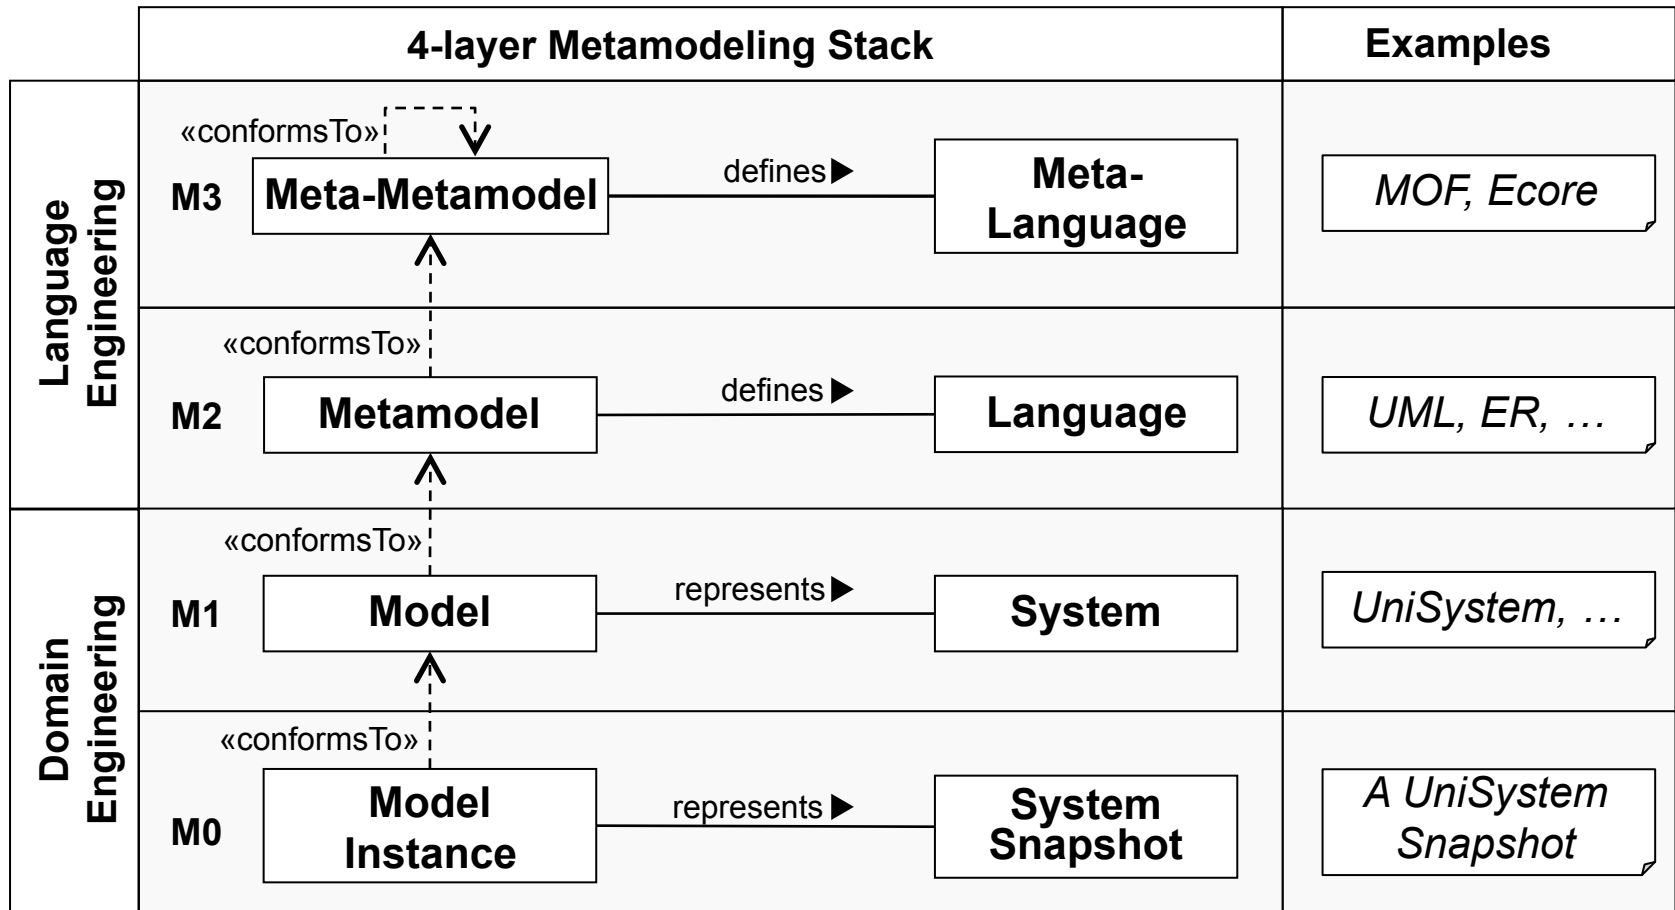 4-layer Metamodeling Stack
Examples
Language
Engineering
«conformsTo»
M3
Meta-Metamodel
defines▶
Meta-
Language
MOF, Ecore
«conformsTo»
M2
Metamodel
defines▶
Language
UML, ER, …
Domain
Engineering
«conformsTo»
M1
Model
represents▶
System
UniSystem, …
«conformsTo»
M0
Model
Instance
represents▶
System
Snapshot
A UniSystem
Snapshot